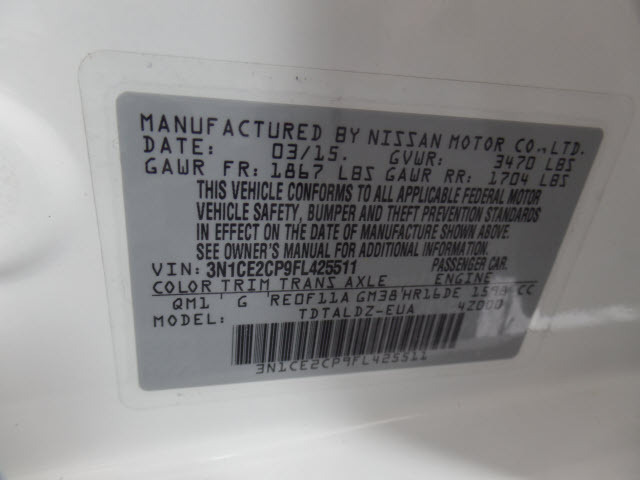 MANUFACTURED BY NISSAN MOTOR CO.,LTD.
DATE: 03/15. GVWR: 3470 LBS
GAWR FR: 1867 LBS GAWR RR: 1704 LBS
THIS VEHICLE CONFORMS TO ALL APPLICABLE FEDERAL MOTOR
VEHICLE SAFETY, BUMPER AND THEFT PREVENTION STANDARDS
IN EFFECT ON THE DATE OF MANUFACTURE SHOWN ABOVE.
SEE OWNER'S MANUAL FOR ADDITIONAL INFORMATION.
VIN: 3N1CE2CP9FL425511 PASSENGER CAR.
COLOR TRIM TRANS AXLE ENGINE
QM1 G RE0F11A GM38 HR16DE 1598 CC
MODEL: TDTALDZ-EUA 4Z000
3N1CE2CP9FL425511